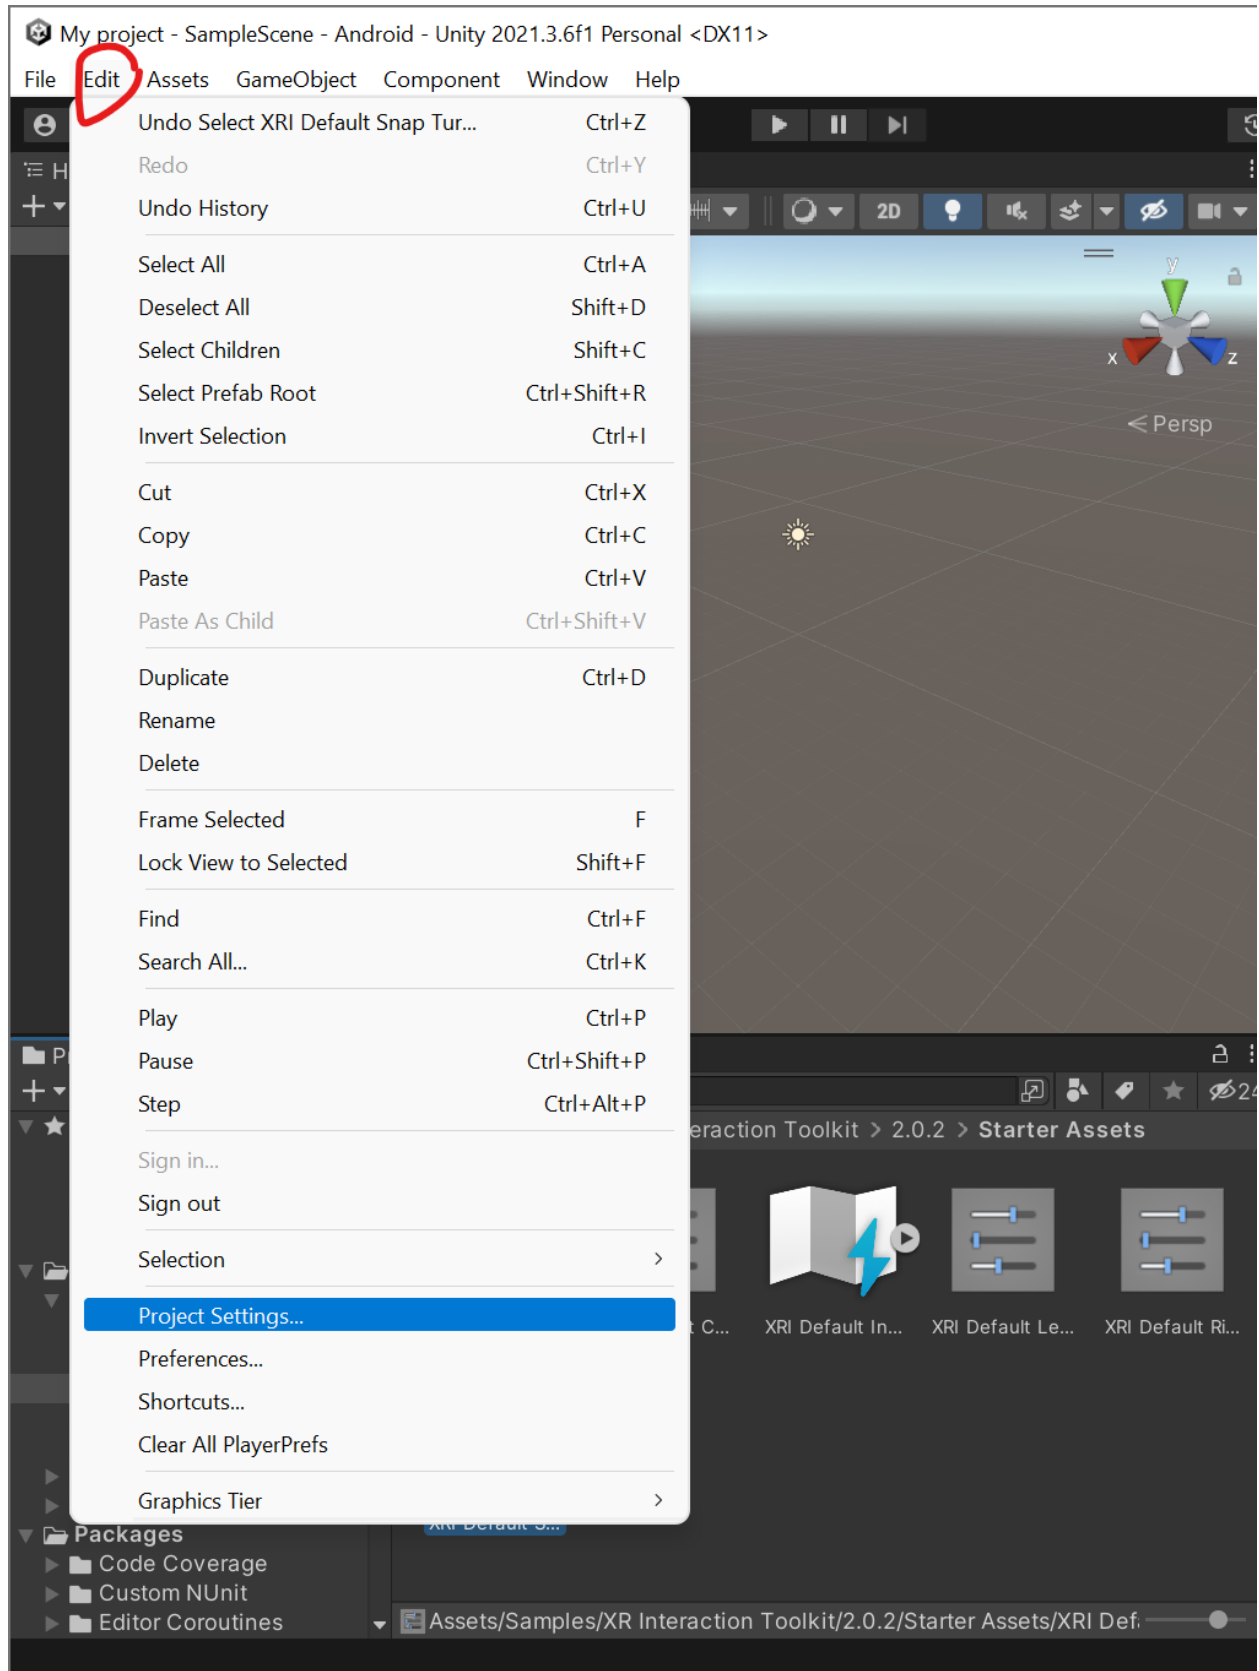 My project - SampleScene - Android - Unity 2021.3.6f1 Personal <DX11>
File Edit Assets GameObject Component Window Help
Undo Select XRI Default Snap Tur... Ctrl+Z
Redo Ctrl+Y
Undo History Ctrl+U
2D
Select All Ctrl+A
Deselect All Shift+D
Select Children Shift+C
Select Prefab Root Ctrl+Shift+R
Invert Selection Ctrl+I
y
x z
Persp
Cut Ctrl+X
Copy Ctrl+C
Paste Ctrl+V
Paste As Child Ctrl+Shift+V
Duplicate Ctrl+D
Rename
Delete
Frame Selected F
Lock View to Selected Shift+F
Find Ctrl+F
Search All... Ctrl+K
Play Ctrl+P
Pause Ctrl+Shift+P
Step Ctrl+Alt+P
Sign in...
Sign out
Selection >
Project Settings...
Preferences...
Shortcuts...
Clear All PlayerPrefs
Graphics Tier >
eraction Toolkit > 2.0.2 > Starter Assets
t C... XRI Default In... XRI Default Le... XRI Default Ri...
XRI Default S...
Packages
Code Coverage
Custom NUnit
Editor Coroutines
Assets/Samples/XR Interaction Toolkit/2.0.2/Starter Assets/XRI Def